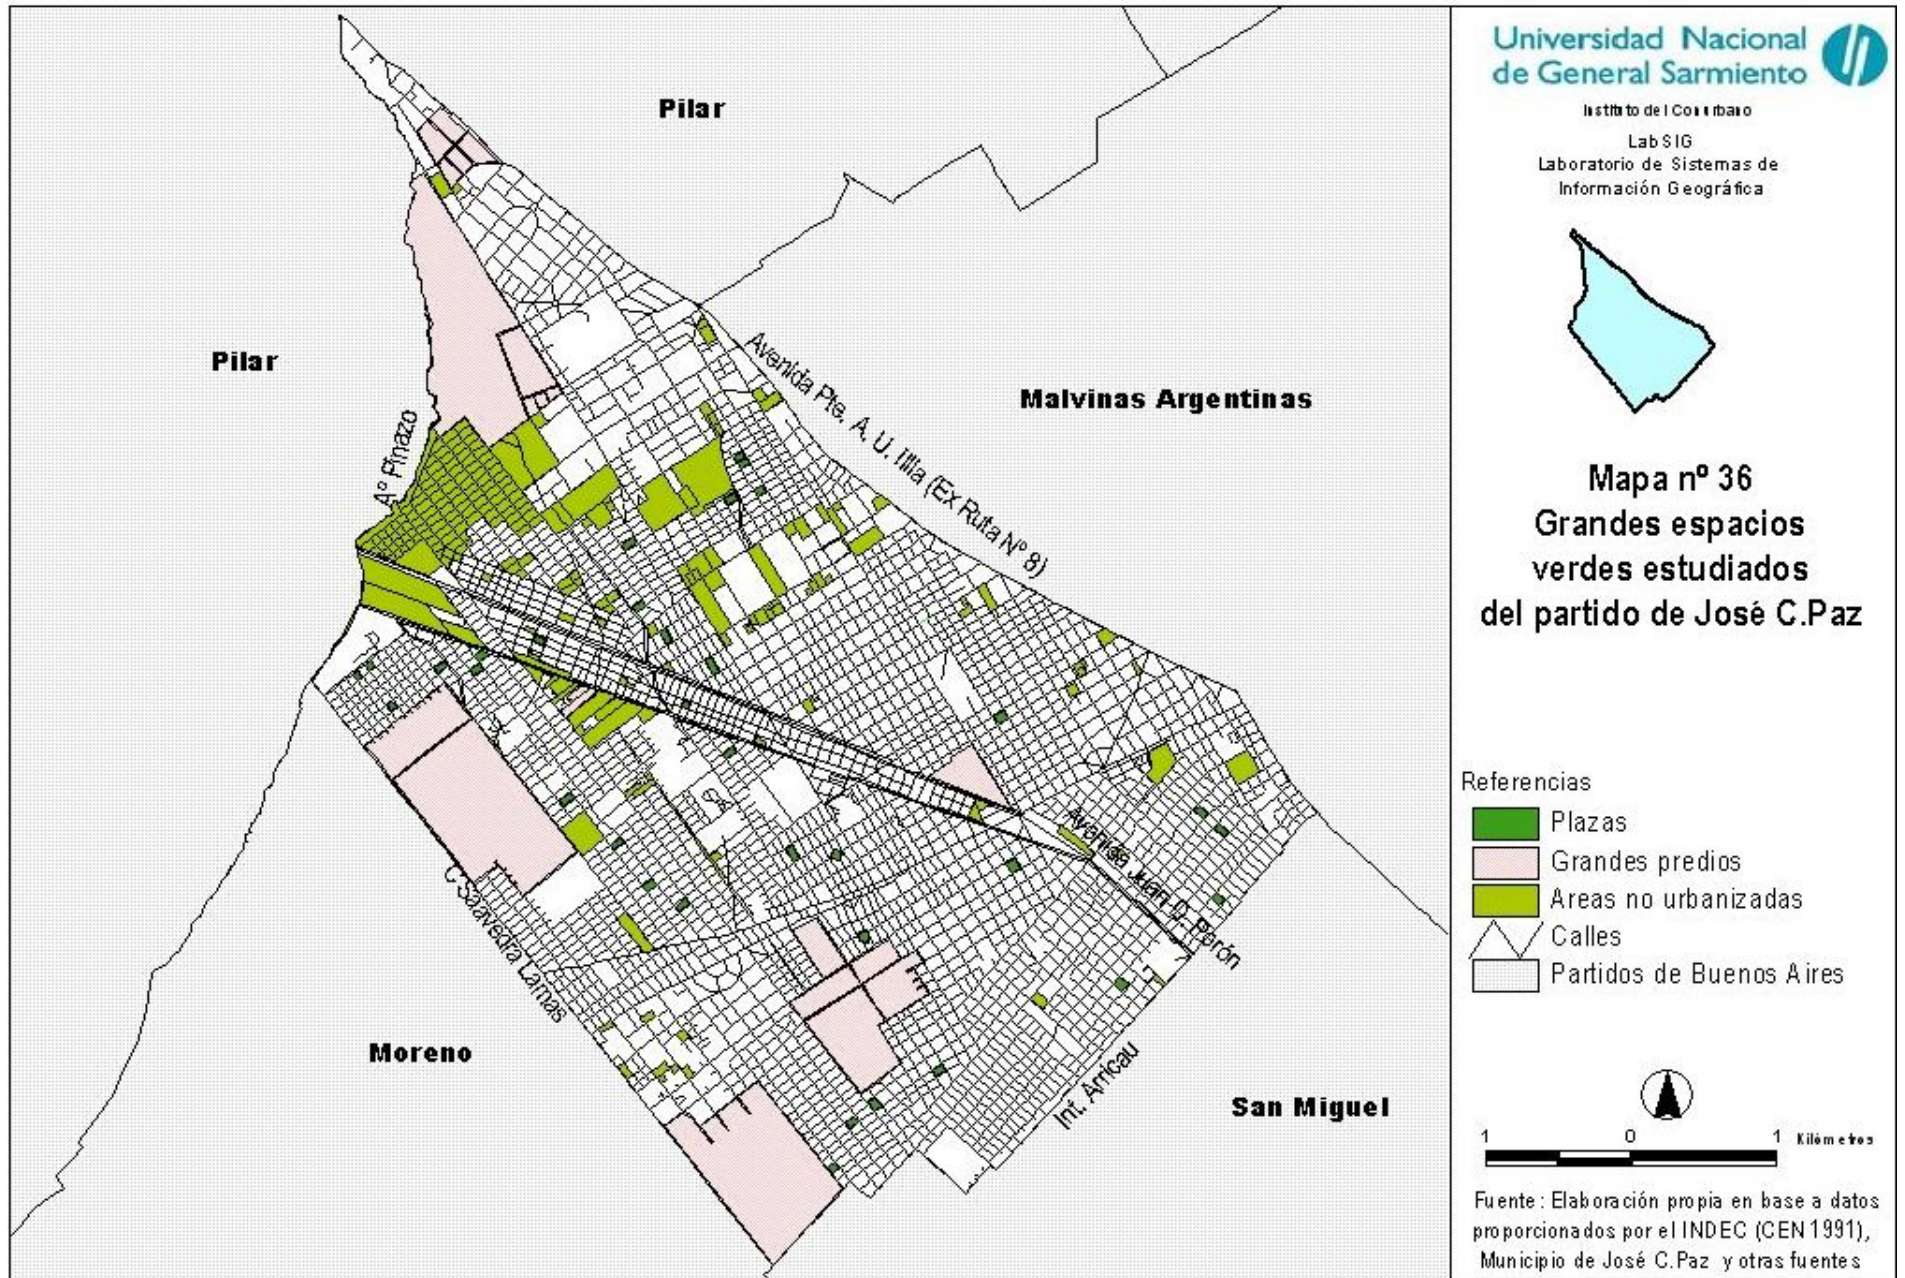 Pilar
Pilar
Malvinas Argentinas
Avenida Pte. A. U. Illia (Ex Ruta Nº 8)
Aº Pinazo
Avenida Juan D. Perón
C Saavedra Lamas
Moreno
Int. Arricau
San Miguel
Universidad Nacional
de General Sarmiento
Instituto del Conurbano
LabSIG
Laboratorio de Sistemas de
Información Geográfica
Mapa nº 36
Grandes espacios
verdes estudiados
del partido de José C.Paz
Referencias
Plazas
Grandes predios
Areas no urbanizadas
Calles
Partidos de Buenos Aires
1 0 1 Kilómetros
Fuente: Elaboración propia en base a datos
proporcionados por el INDEC (CEN 1991),
Municipio de José C.Paz y otras fuentes